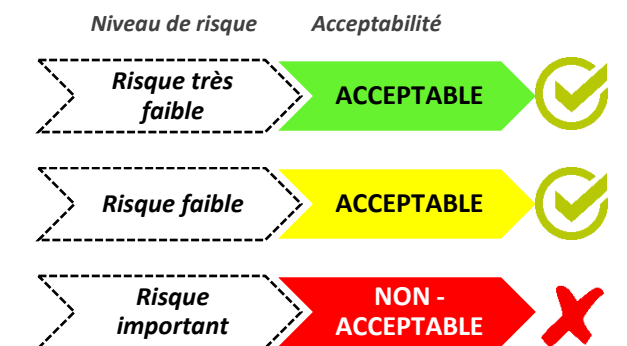 Niveau de risque Acceptabilité
Risque très
faible
ACCEPTABLE
Risque faible
ACCEPTABLE
Risque
important
NON -
ACCEPTABLE